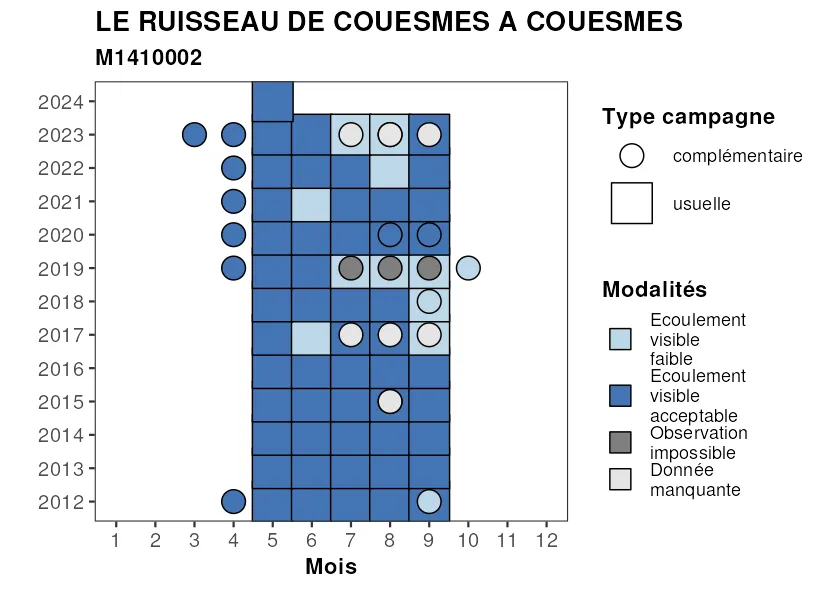 LE RUISSEAU DE COUESMES A COUESMES
M1410002
2024
2023
2022
2021
2020
2019
2018
2017
2016
2015
2014
2013
2012
1 2 3 4 5 6 7 8 9 10 11 12
Mois
Type campagne
complémentaire
usuelle
Modalités
Ecoulement
visible
faible
Ecoulement
visible
acceptable
Observation
impossible
Donnée
manquante